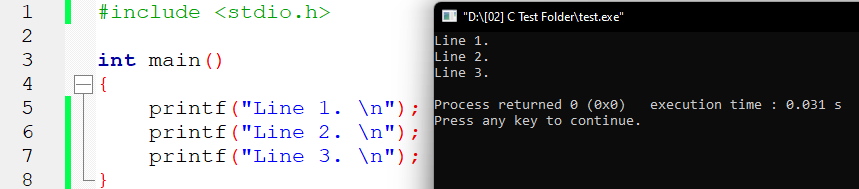 1 #include <stdio.h>
2
3 int main()
4 {
5 printf("Line 1. \n");
6 printf("Line 2. \n");
7 printf("Line 3. \n");
8 }
"D:\[02] C Test Folder\test.exe"
Line 1.
Line 2.
Line 3.
Process returned 0 (0x0)   execution time : 0.031 s
Press any key to continue.